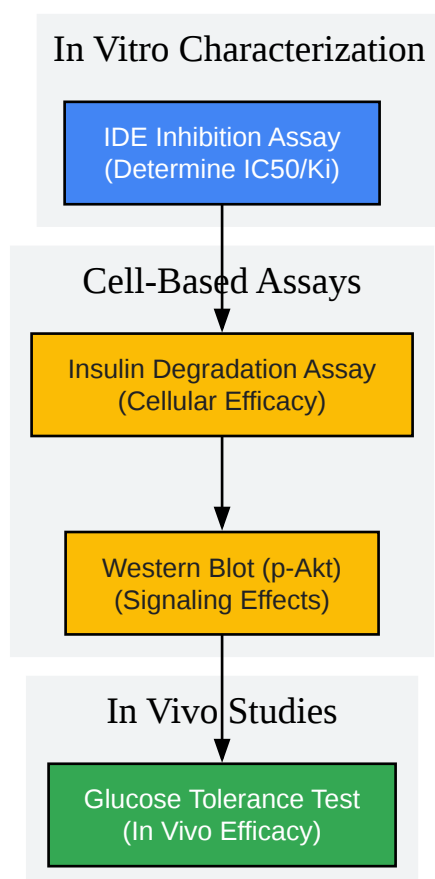 In Vitro Characterization
IDE Inhibition Assay
(Determine IC50/Ki)
Cell-Based Assays
Insulin Degradation Assay
(Cellular Efficacy)
Western Blot (p-Akt)
(Signaling Effects)
In Vivo Studies
Glucose Tolerance Test
(In Vivo Efficacy)